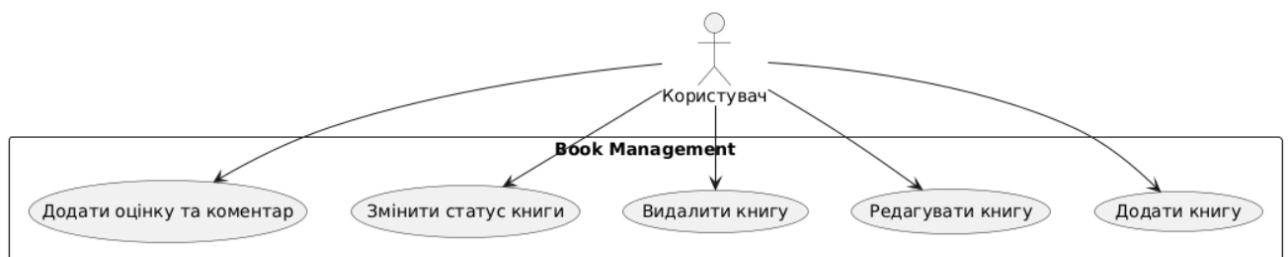 Користувач
Book Management
Додати оцінку та коментар
Змінити статус книги
Видалити книгу
Редагувати книгу
Додати книгу